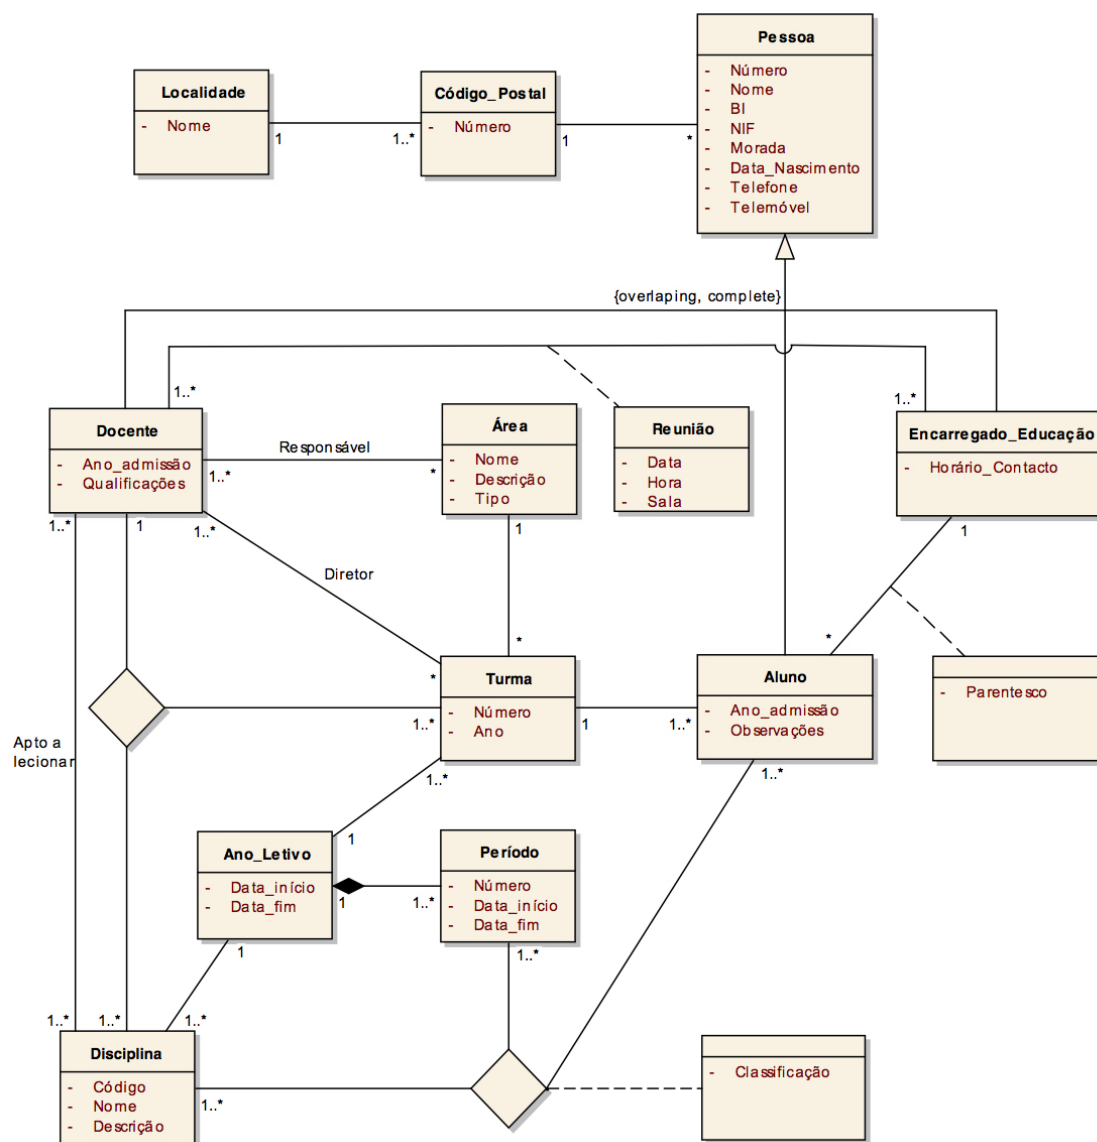 Pessoa
- Número
- Nome
- BI
- NIF
- Morada
- Data_Nascimento
- Telefone
- Telemóvel
Localidade
- Nome
Código_Postal
- Número
1
1..*
1
*
{overlaping, complete}
1..*
1..*
Docente
- Ano_admissão
- Qualificações
Responsável
1..*
*
Área
- Nome
- Descrição
- Tipo
Reunião
- Data
- Hora
- Sala
Encarregado_Educação
- Horário_Contacto
1..*
1
1..*
1
1
Diretor
*
*
*
Turma
- Número
- Ano
1..*
1
1..*
Aluno
- Ano_admissão
- Observações
- Parentesco
Apto a
lecionar
1..*
1..*
1
Ano_Letivo
- Data_início
- Data_fim
1
1..*
Período
- Número
- Data_início
- Data_fim
1
1..*
1..*
1..*
1..*
Disciplina
- Código
- Nome
- Descrição
1..*
- Classificação